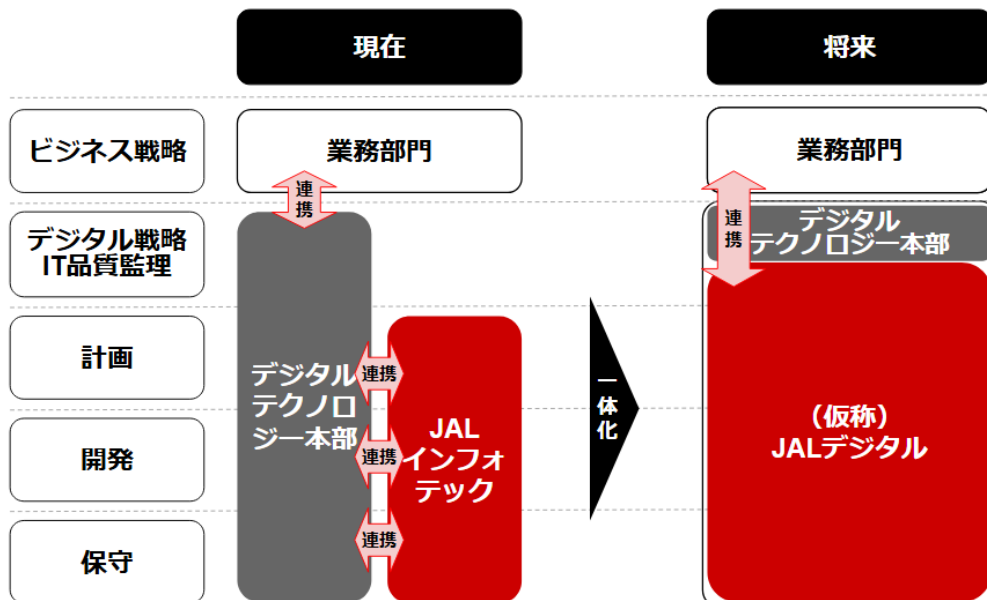 現在
将来
ビジネス戦略
業務部門
業務部門
連
携
連
携
デジタル戦略
IT品質監理
デジタル
テクノロジー本部
計画
デジタル
テクノロ
ジー本部
連携
一
体
化
開発
JAL
インフォ
テック
連携
(仮称)
JALデジタル
保守
連携